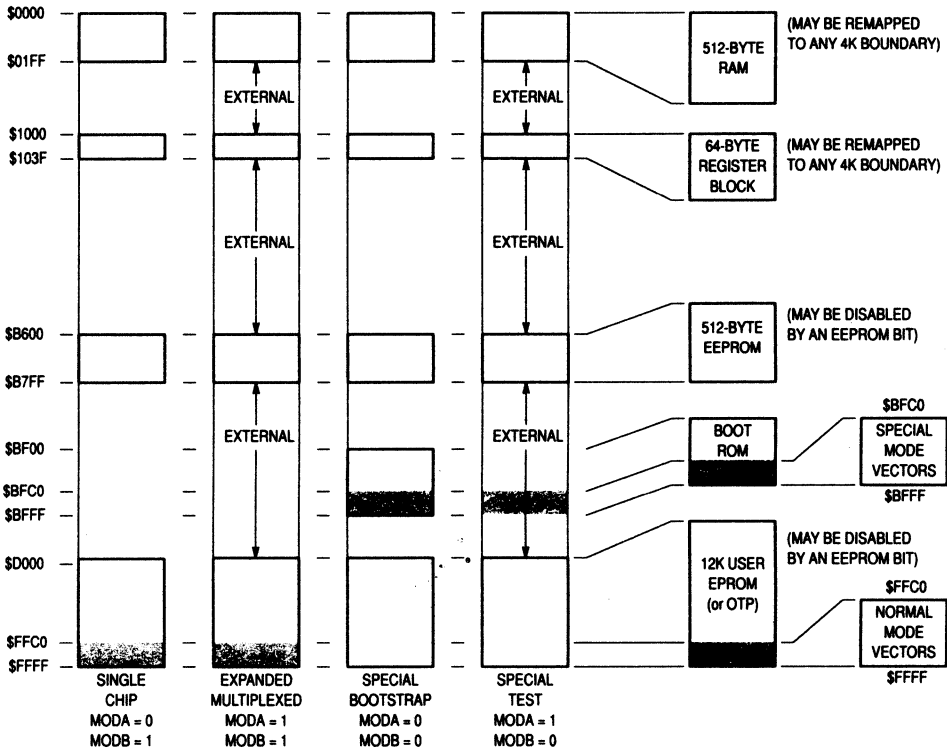 $0000
$01FF
$1000
$103F
$B600
$B7FF
$BF00
$BFC0
$BFFF
$D000
$FFC0
$FFFF
EXTERNAL
EXTERNAL
EXTERNAL
EXTERNAL
EXTERNAL
EXTERNAL
SINGLE
CHIP
MODA = 0
MODB = 1
EXPANDED
MULTIPLEXED
MODA = 1
MODB = 1
SPECIAL
BOOTSTRAP
MODA = 0
MODB = 0
SPECIAL
TEST
MODA = 1
MODB = 0
512-BYTE
RAM
(MAY BE REMAPPED
TO ANY 4K BOUNDARY)
64-BYTE
REGISTER
BLOCK
(MAY BE REMAPPED
TO ANY 4K BOUNDARY)
512-BYTE
EEPROM
(MAY BE DISABLED
BY AN EEPROM BIT)
BOOT
ROM
$BFC0
SPECIAL
MODE
VECTORS
$BFFF
12K USER
EPROM
(or OTP)
(MAY BE DISABLED
BY AN EEPROM BIT)
$FFC0
NORMAL
MODE
VECTORS
$FFFF